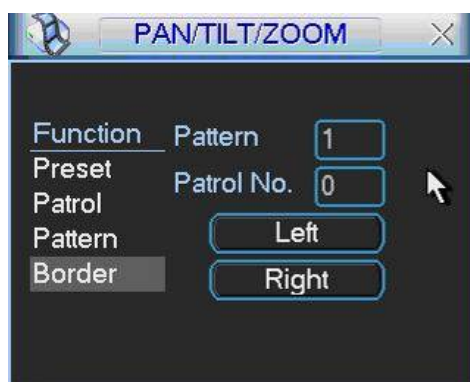 PAN/TILT/ZOOM
Function
Preset
Patrol
Pattern
Border
Pattern 1
Patrol No. 0
Left
Right